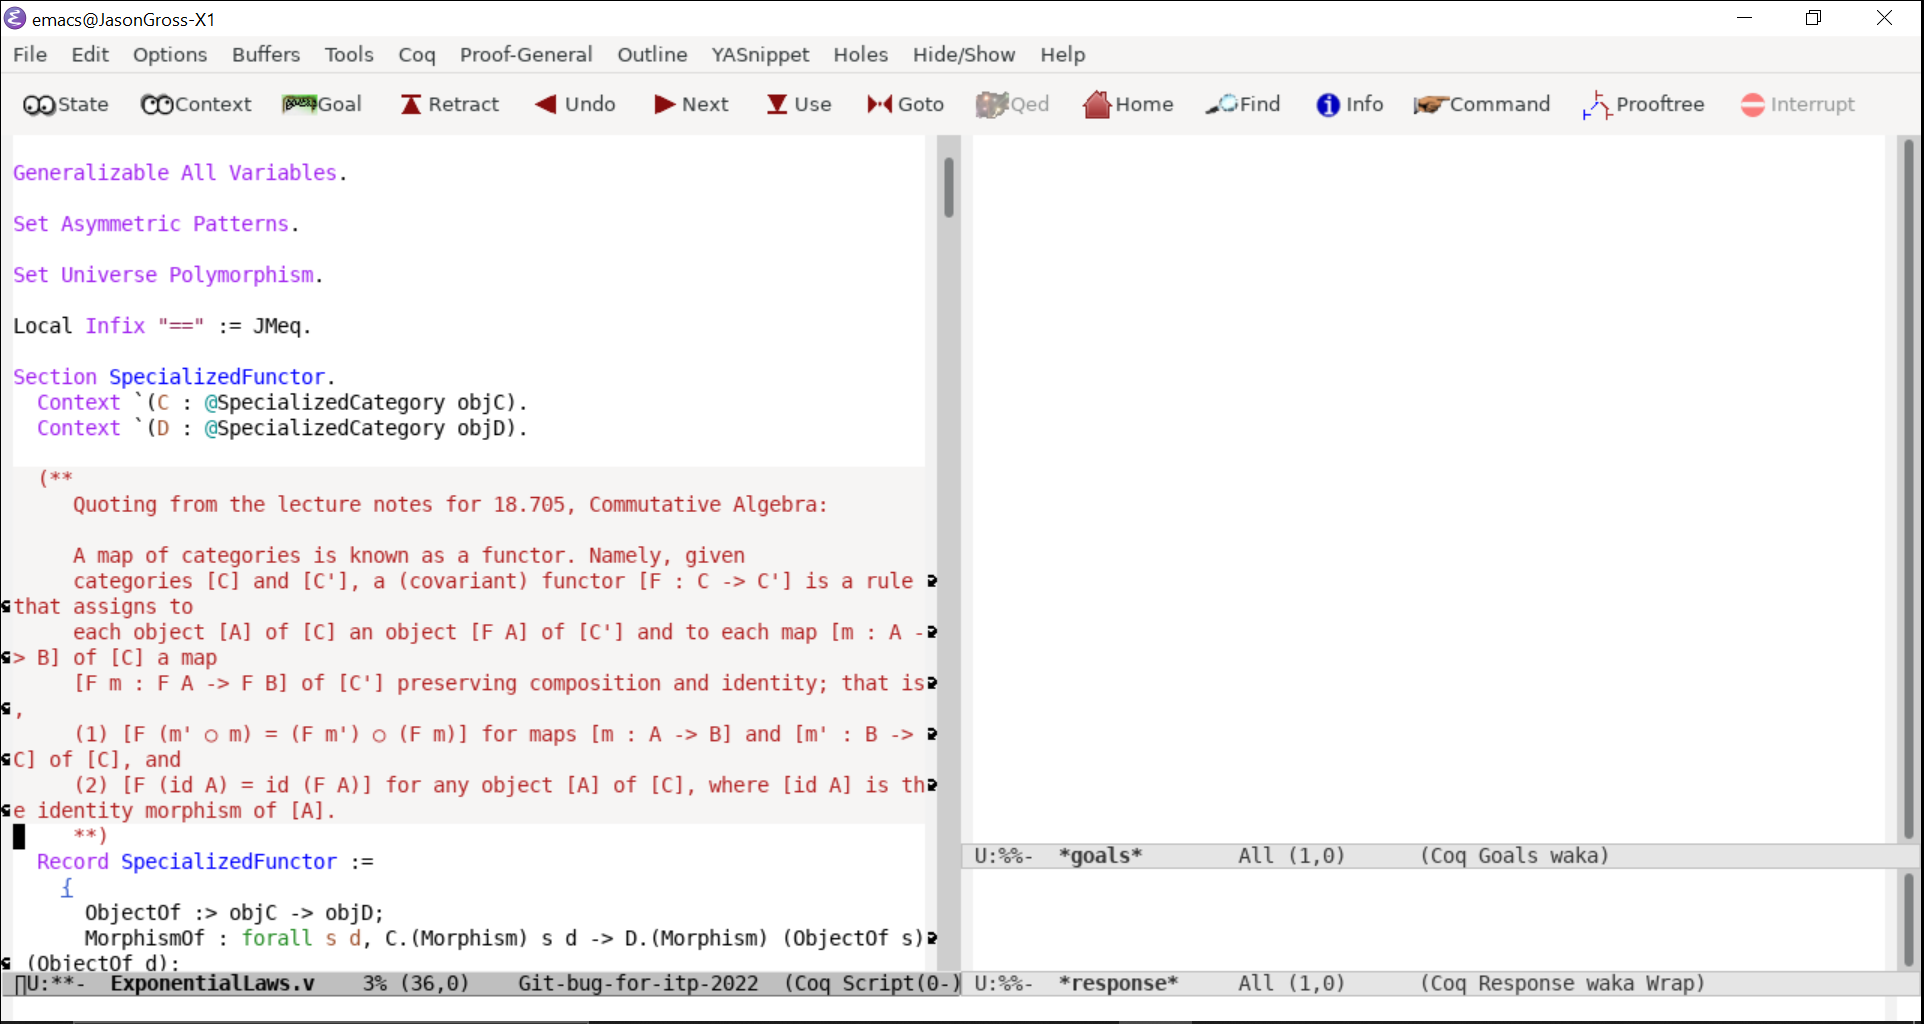 emacs@JasonGross-X1
File Edit Options Buffers Tools Coq Proof-General Outline YASnippet Holes Hide/Show Help
State Context Goal Retract Undo Next Use Goto Qed Home Find Info Command Prooftree Interrupt
Generalizable All Variables.
Set Asymmetric Patterns.
Set Universe Polymorphism.
Local Infix "==" := JMeq.
Section SpecializedFunctor.
  Context `(C : @SpecializedCategory objC).
  Context `(D : @SpecializedCategory objD).
  (**
     Quoting from the lecture notes for 18.705, Commutative Algebra:
     A map of categories is known as a functor. Namely, given
     categories [C] and [C'], a (covariant) functor [F : C -> C'] is a rule
that assigns to
     each object [A] of [C] an object [F A] of [C'] and to each map [m : A -
> B] of [C] a map
     [F m : F A -> F B] of [C'] preserving composition and identity; that is
,
     (1) [F (m' ○ m) = (F m') ○ (F m)] for maps [m : A -> B] and [m' : B ->
C] of [C], and
     (2) [F (id A) = id (F A)] for any object [A] of [C], where [id A] is th
e identity morphism of [A].
     **)
  Record SpecializedFunctor :=
    {
      ObjectOf :> objC -> objD;
      MorphismOf : forall s d, C.(Morphism) s d -> D.(Morphism) (ObjectOf s)
 (ObjectOf d);
U:**-  ExponentialLaws.v    3% (36,0)    Git-bug-for-itp-2022  (Coq Script(0-)
U:%%-  *goals*        All (1,0)      (Coq Goals waka)
U:%%-  *response*     All (1,0)      (Coq Response waka Wrap)